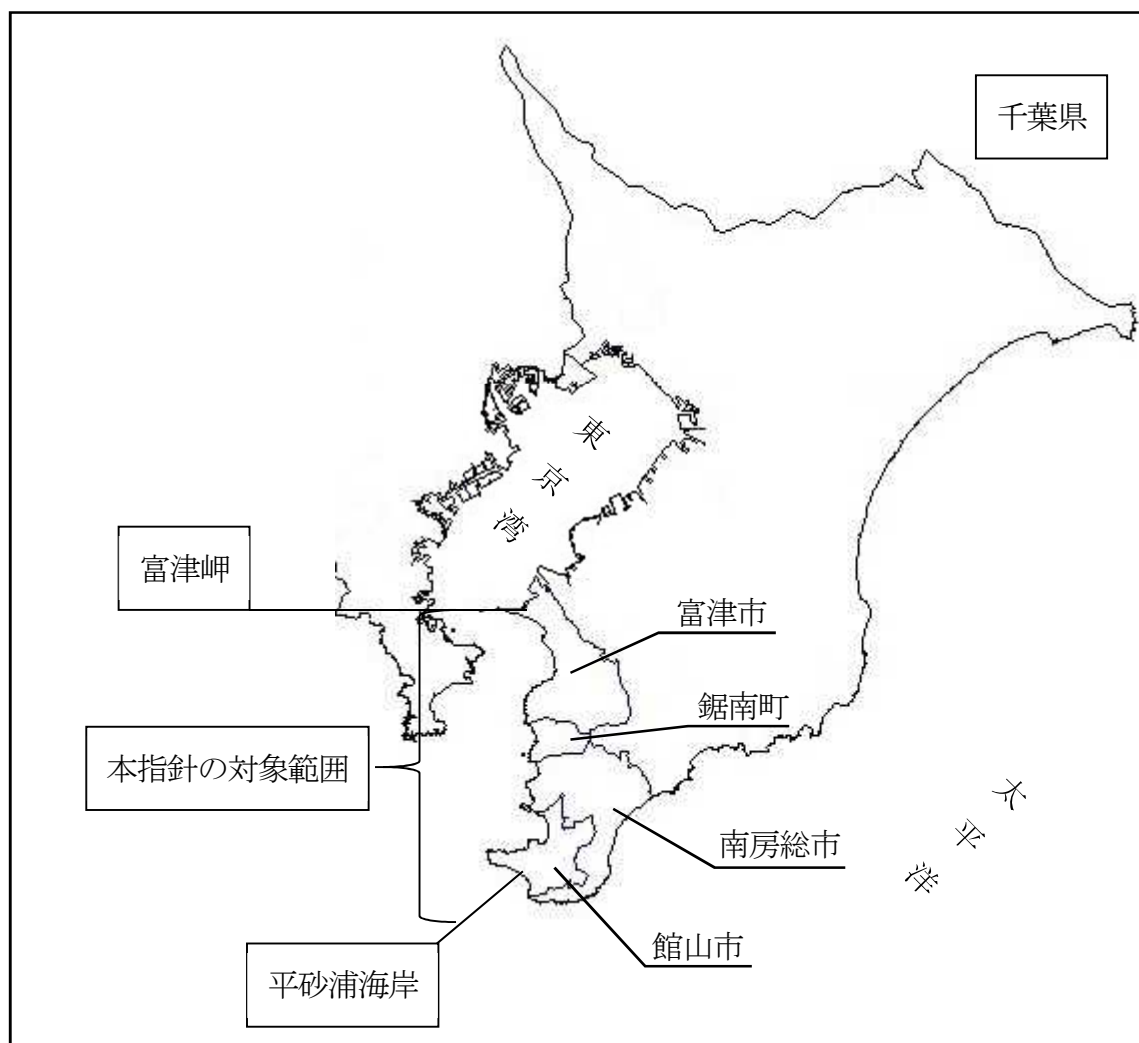 千葉県
東京湾
富津岬
富津市
鋸南町
本指針の対象範囲
太平洋
南房総市
館山市
平砂浦海岸